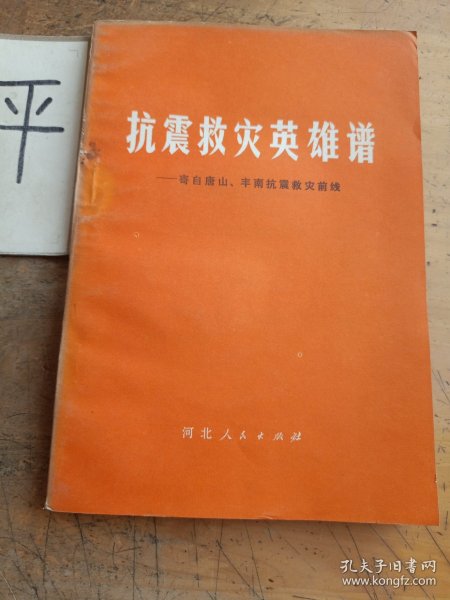 平
抗震救灾英雄谱
——寄自唐山、丰南抗震救灾前线
河北人民出版社
孔夫子旧书网
www.kongfz.com